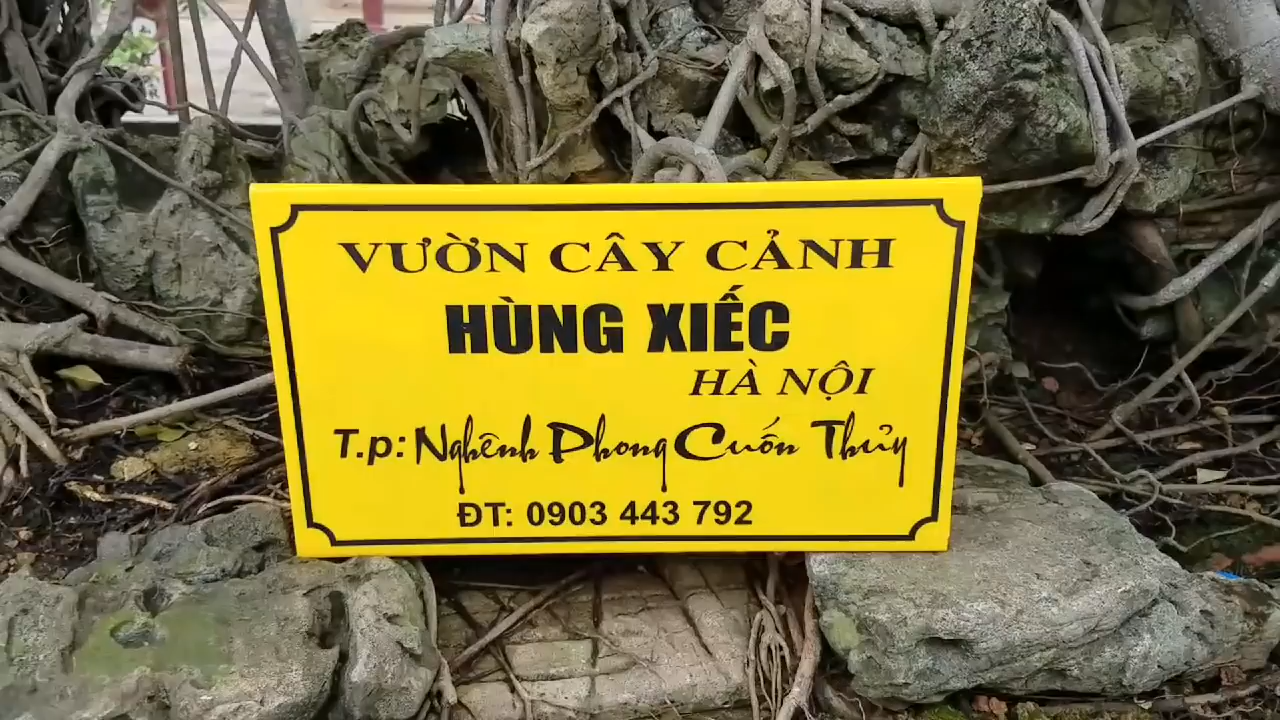 VƯỜN CÂY CẢNH
HÙNG XIẾC
HÀ NỘI
T.p: Nghênh Phong Cuốn Thủy
ĐT: 0903 443 792